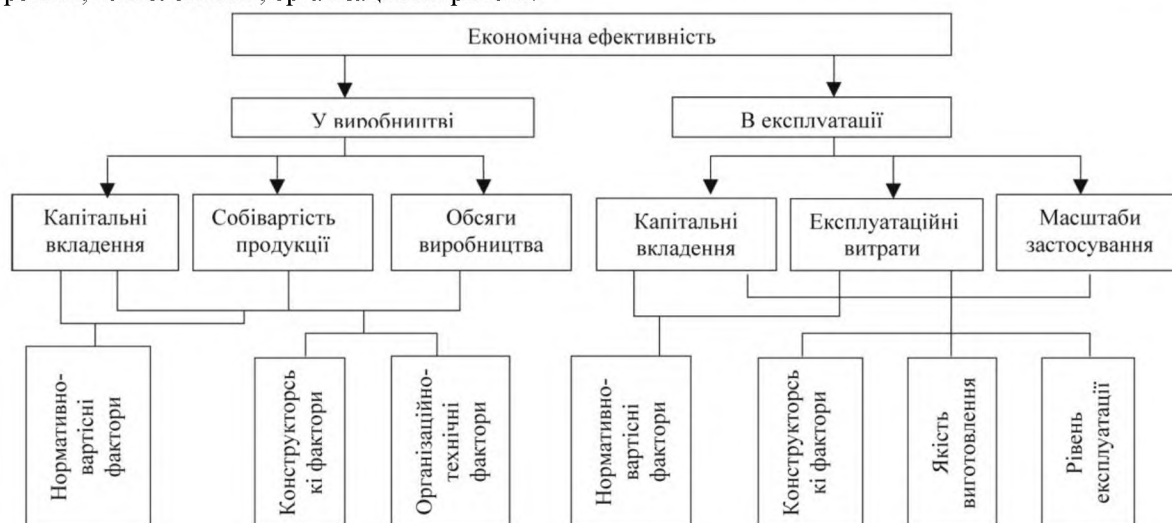 Економічна ефективність
У виробництві
В експлуатації
Капітальні
вкладення
Собівартість
продукції
Обсяги
виробництва
Капітальні
вкладення
Експлуатаційні
витрати
Масштаби
застосування
Нормативно-
вартісні
фактори
Конструкторсь
кі фактори
Організаційно-
технічні
фактори
Нормативно-
вартісні
фактори
Конструкторсь
кі фактори
Якість
виготовлення
Рівень
експлуатації